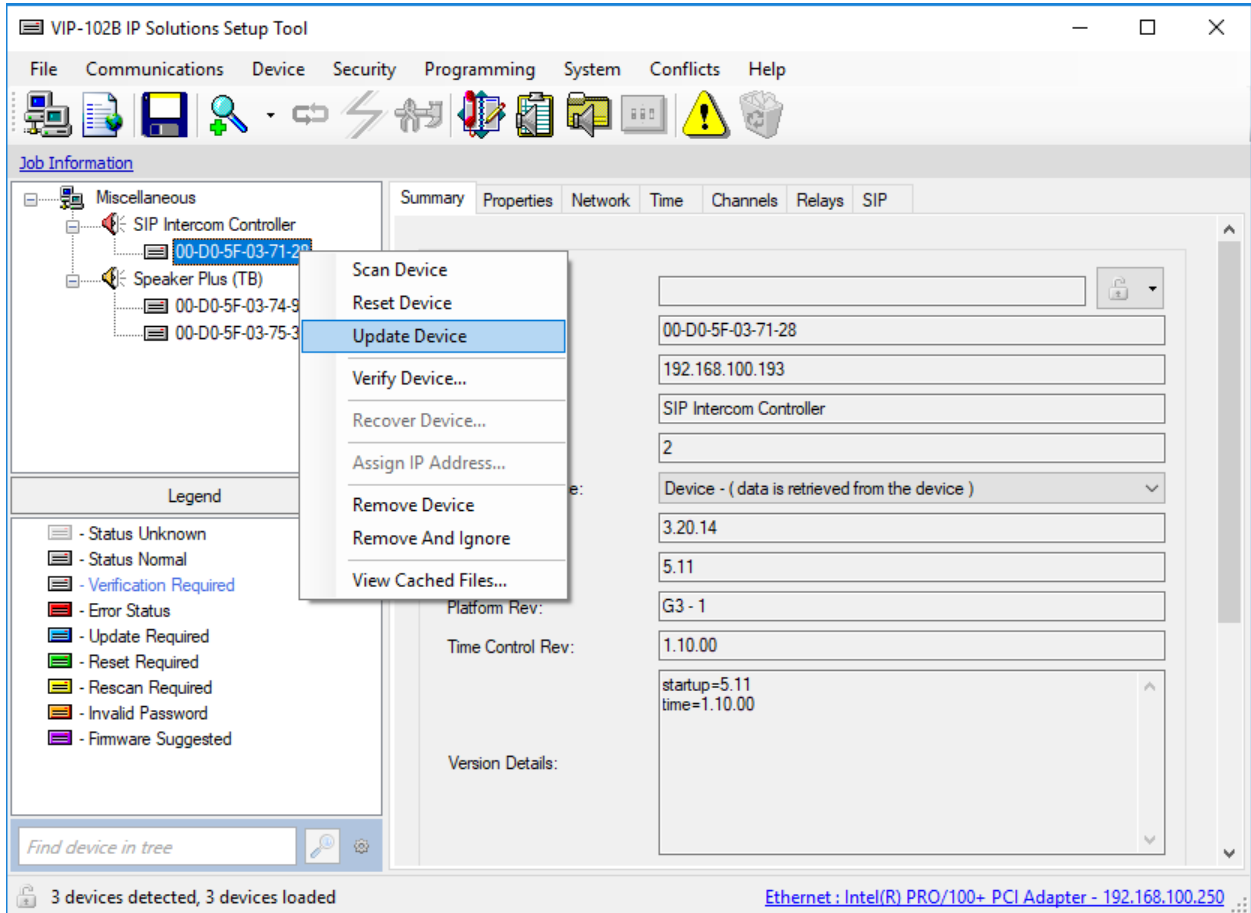 VIP-102B IP Solutions Setup Tool
File Communications Device Security Programming System Conflicts Help
Job Information
Miscellaneous
SIP Intercom Controller
00-D0-5F-03-71-28
Speaker Plus (TB)
00-D0-5F-03-74-9
00-D0-5F-03-75-3
Scan Device
Reset Device
Update Device
Verify Device...
Recover Device...
Assign IP Address...
Remove Device
Remove And Ignore
View Cached Files...
Legend
- Status Unknown
- Status Normal
- Verification Required
- Error Status
- Update Required
- Reset Required
- Rescan Required
- Invalid Password
- Firmware Suggested
Find device in tree
Summary Properties Network Time Channels Relays SIP
00-D0-5F-03-71-28
192.168.100.193
SIP Intercom Controller
2
e: Device - ( data is retrieved from the device )
3.20.14
5.11
Platform Rev: G3 - 1
Time Control Rev: 1.10.00
startup=5.11
time=1.10.00
Version Details:
3 devices detected, 3 devices loaded
Ethernet : Intel(R) PRO/100+ PCI Adapter - 192.168.100.250